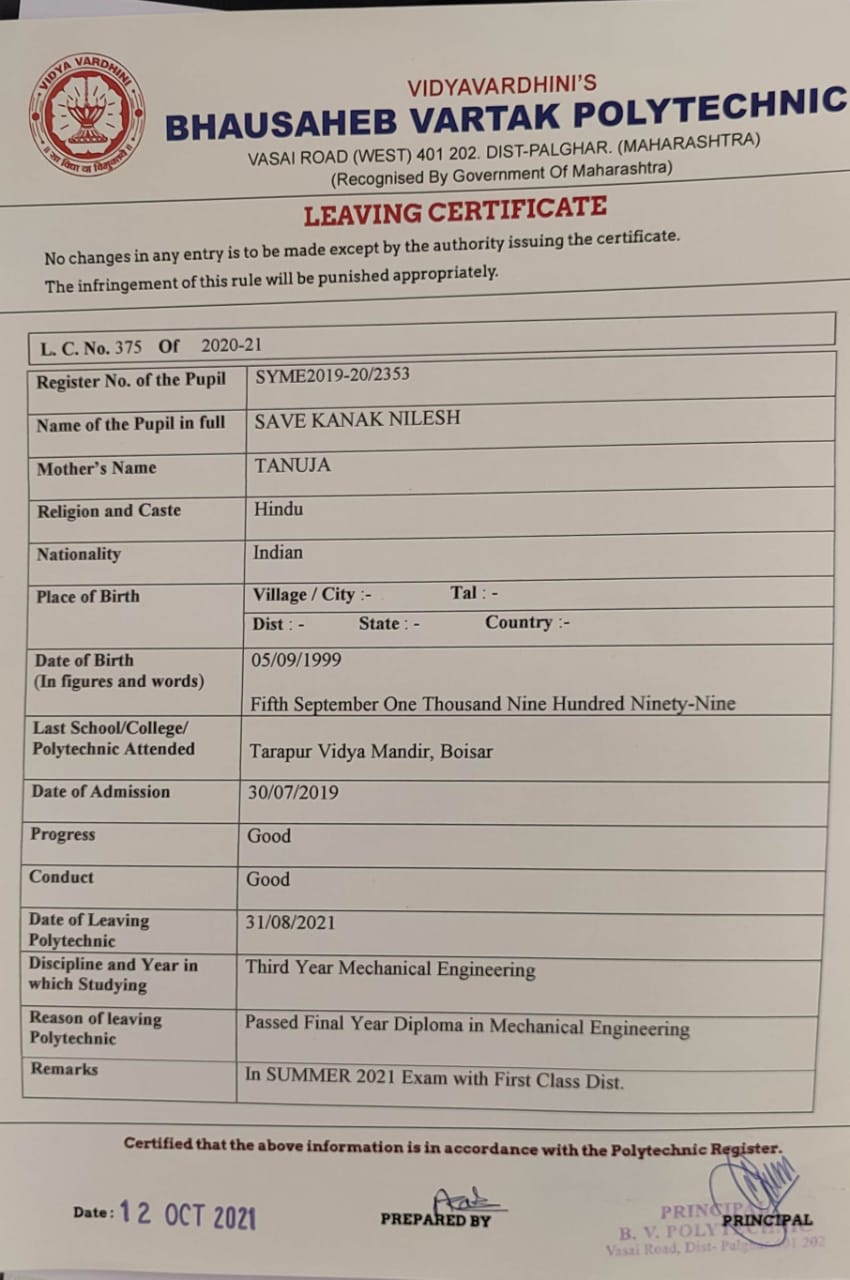 VIDYA VARDHINI
॥ सा विद्या या विमुक्तये ॥
VIDYAVARDHINI'S
BHAUSAHEB VARTAK POLYTECHNIC
VASAI ROAD (WEST) 401 202. DIST-PALGHAR. (MAHARASHTRA)
(Recognised By Government Of Maharashtra)
LEAVING CERTIFICATE
No changes in any entry is to be made except by the authority issuing the certificate.
The infringement of this rule will be punished appropriately.
L. C. No. 375 Of 2020-21
Register No. of the Pupil SYME2019-20/2353
Name of the Pupil in full SAVE KANAK NILESH
Mother's Name TANUJA
Religion and Caste Hindu
Nationality Indian
Place of Birth Village / City :- Tal : -
Dist : - State : - Country :-
Date of Birth 05/09/1999
(In figures and words)
Fifth September One Thousand Nine Hundred Ninety-Nine
Last School/College/
Polytechnic Attended Tarapur Vidya Mandir, Boisar
Date of Admission 30/07/2019
Progress Good
Conduct Good
Date of Leaving 31/08/2021
Polytechnic
Discipline and Year in Third Year Mechanical Engineering
which Studying
Reason of leaving Passed Final Year Diploma in Mechanical Engineering
Polytechnic
Remarks In SUMMER 2021 Exam with First Class Dist.
Certified that the above information is in accordance with the Polytechnic Register.
Date : 12 OCT 2021 PREPARED BY PRINCIPAL
PRINCIPAL
B. V. POLYTECHNIC
Vasai Road, Dist- Palghar 401 202